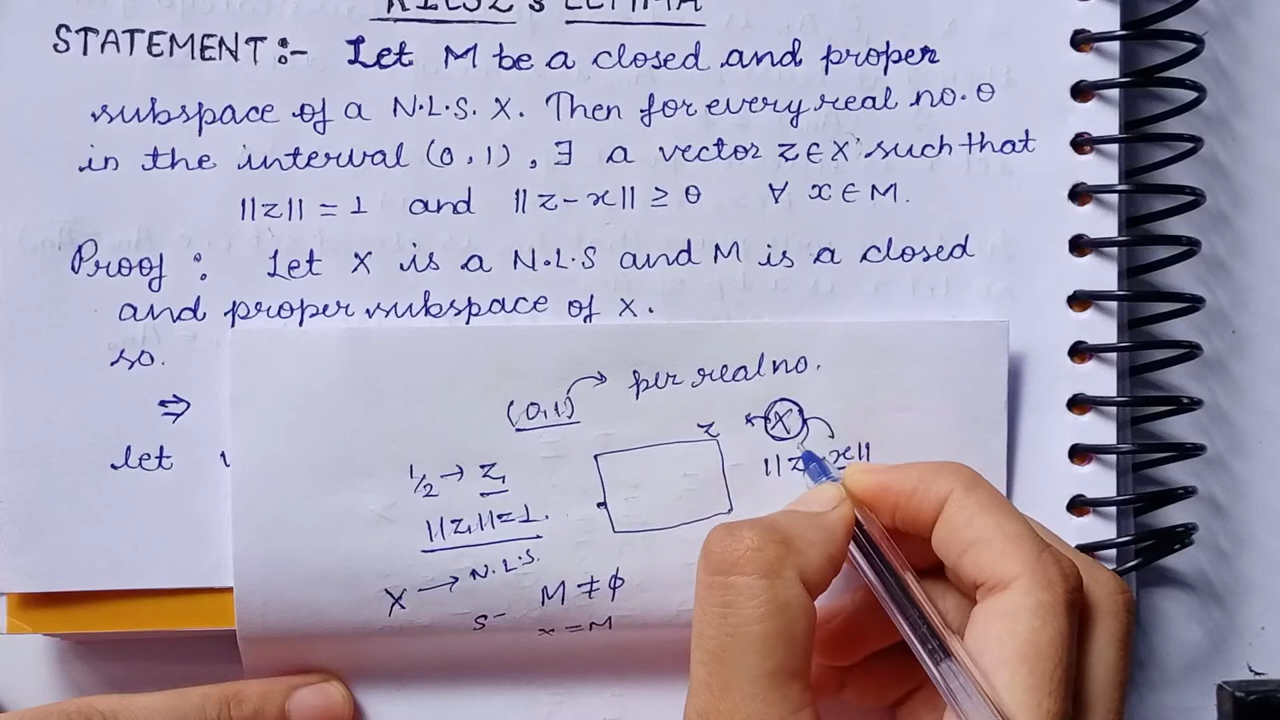 RIESZ's LEMMA
STATEMENT:- Let M be a closed and proper
subspace of a N.L.S. X. Then for every real no. θ
in the interval (0,1), ∃ a vector z∈X such that
||z|| = 1 and ||z-x|| ≥ θ ∀ x∈M.
Proof : Let X is a N.L.S and M is a closed
and proper subspace of X.
so.
⇒
let
(0,1) → per real no.
z X
1/2 → z₁ ||z-x||
||z₁||=1.
X → N.L.S.
M ≠ φ
S- x = M